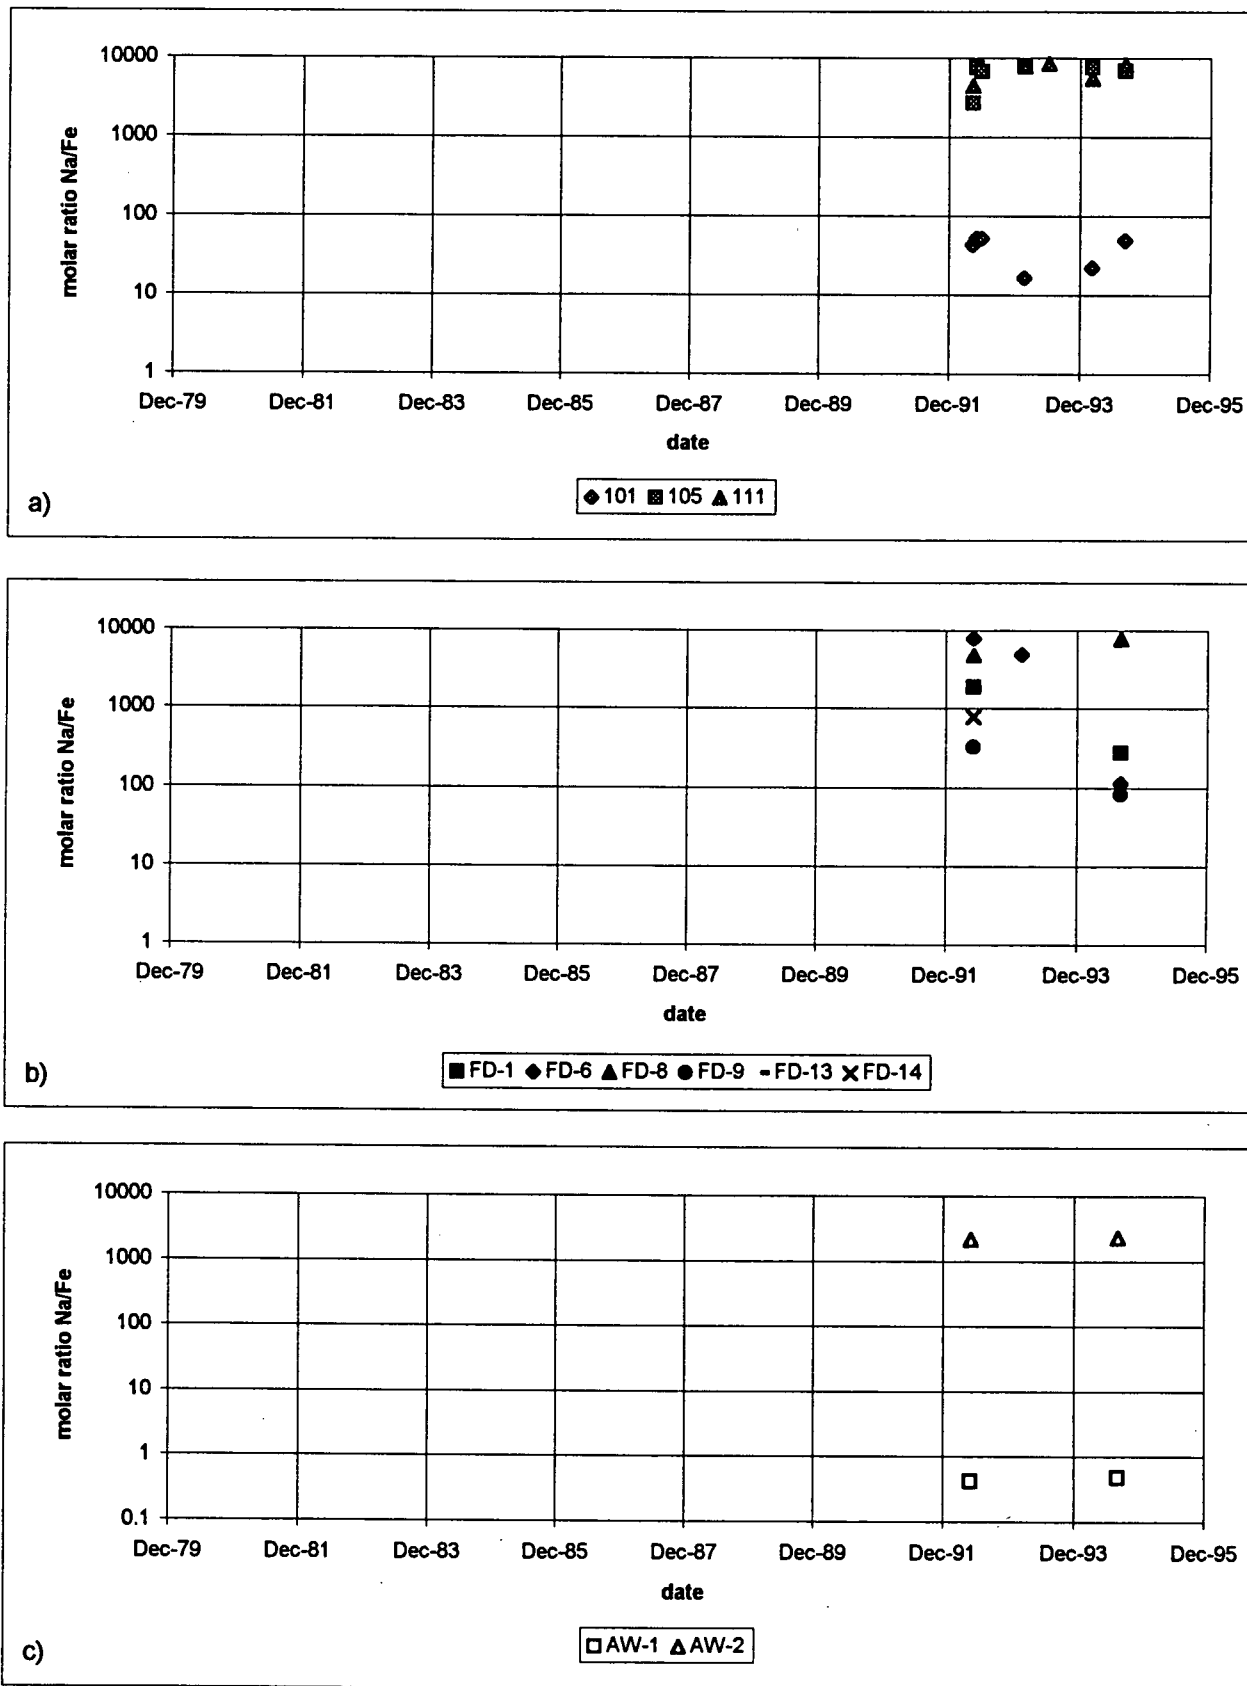 10000
1000
100
10
1
molar ratio Na/Fe
Dec-79 Dec-81 Dec-83 Dec-85 Dec-87 Dec-89 Dec-91 Dec-93 Dec-95
date
101 105 111
a)
10000
1000
100
10
1
molar ratio Na/Fe
Dec-79 Dec-81 Dec-83 Dec-85 Dec-87 Dec-89 Dec-91 Dec-93 Dec-95
date
FD-1 FD-6 FD-8 FD-9 FD-13 FD-14
b)
10000
1000
100
10
1
0.1
molar ratio Na/Fe
Dec-79 Dec-81 Dec-83 Dec-85 Dec-87 Dec-89 Dec-91 Dec-93 Dec-95
date
AW-1 AW-2
c)